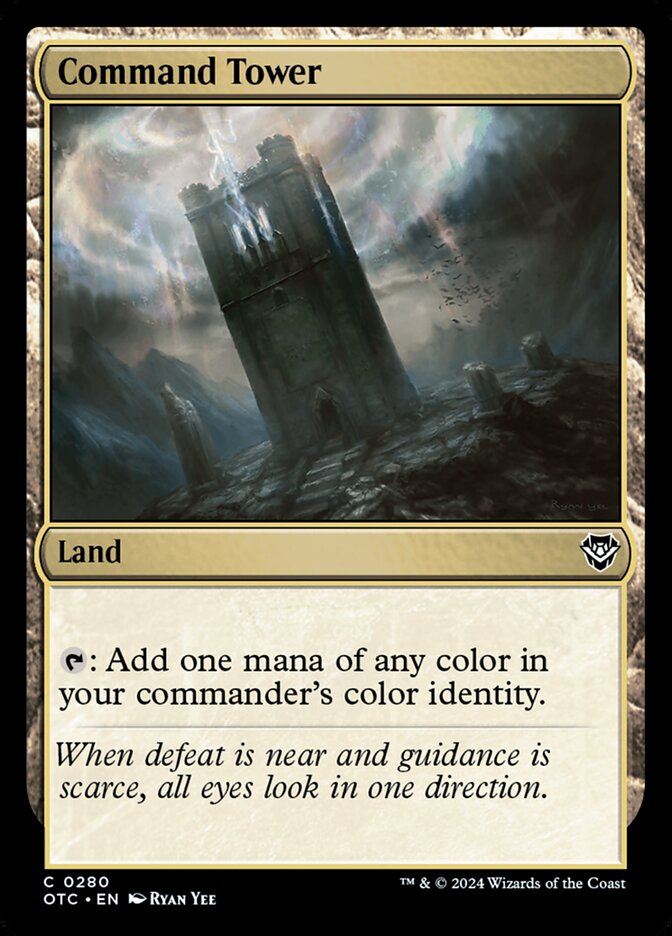 Command Tower
Ryan Yee
Land
: Add one mana of any color in
your commander's color identity.
When defeat is near and guidance is
scarce, all eyes look in one direction.
C 0280
OTC • EN Ryan Yee
™ & © 2024 Wizards of the Coast